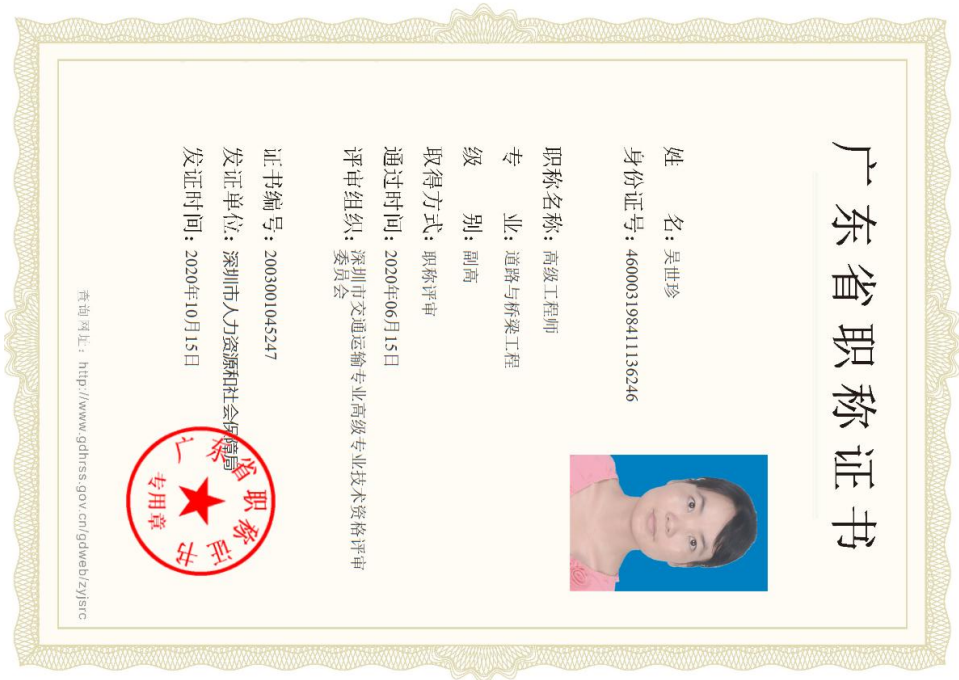 广东省职称证书
姓 名：吴世珍
身份证号：460003198411136246
职称名称：高级工程师
专 业：道路与桥梁工程
级 别：副高
取得方式：职称评审
通过时间：2020年06月15日
评审组织：深圳市交通运输专业高级专业技术资格评审
委员会
证书编号：2003001045247
发证单位：深圳市人力资源和社会保障局
发证时间：2020年10月15日
广东省职称证书
专用章
查询网址：http://www.gdhrss.gov.cn/gdweb/zyjsrc